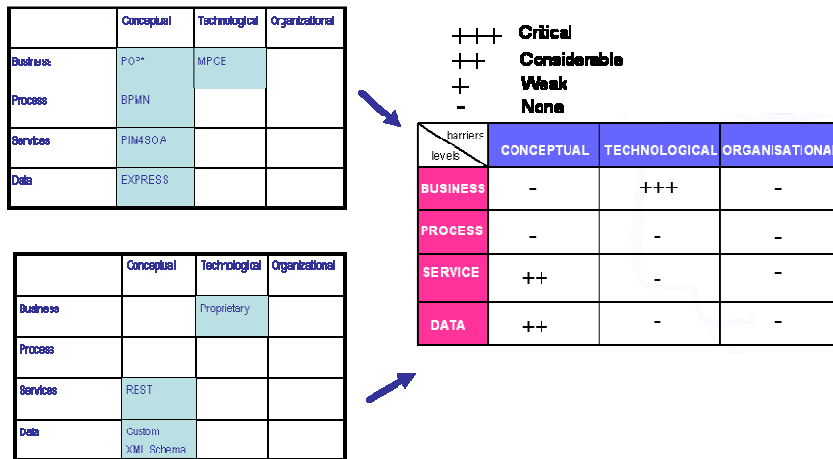 Conceptual Technological Organizational
Business POP* MPCE
Process BPMN
Services PIM4SOA
Data EXPRESS
+++ Critical
++ Considerable
+ Weak
- None
barriers
levels
CONCEPTUAL TECHNOLOGICAL ORGANISATIONAL
BUSINESS - +++ -
PROCESS - - -
SERVICE ++ - -
DATA ++ - -
Conceptual Technological Organizational
Business Proprietary
Process
Services REST
Data Custom
XML Schema